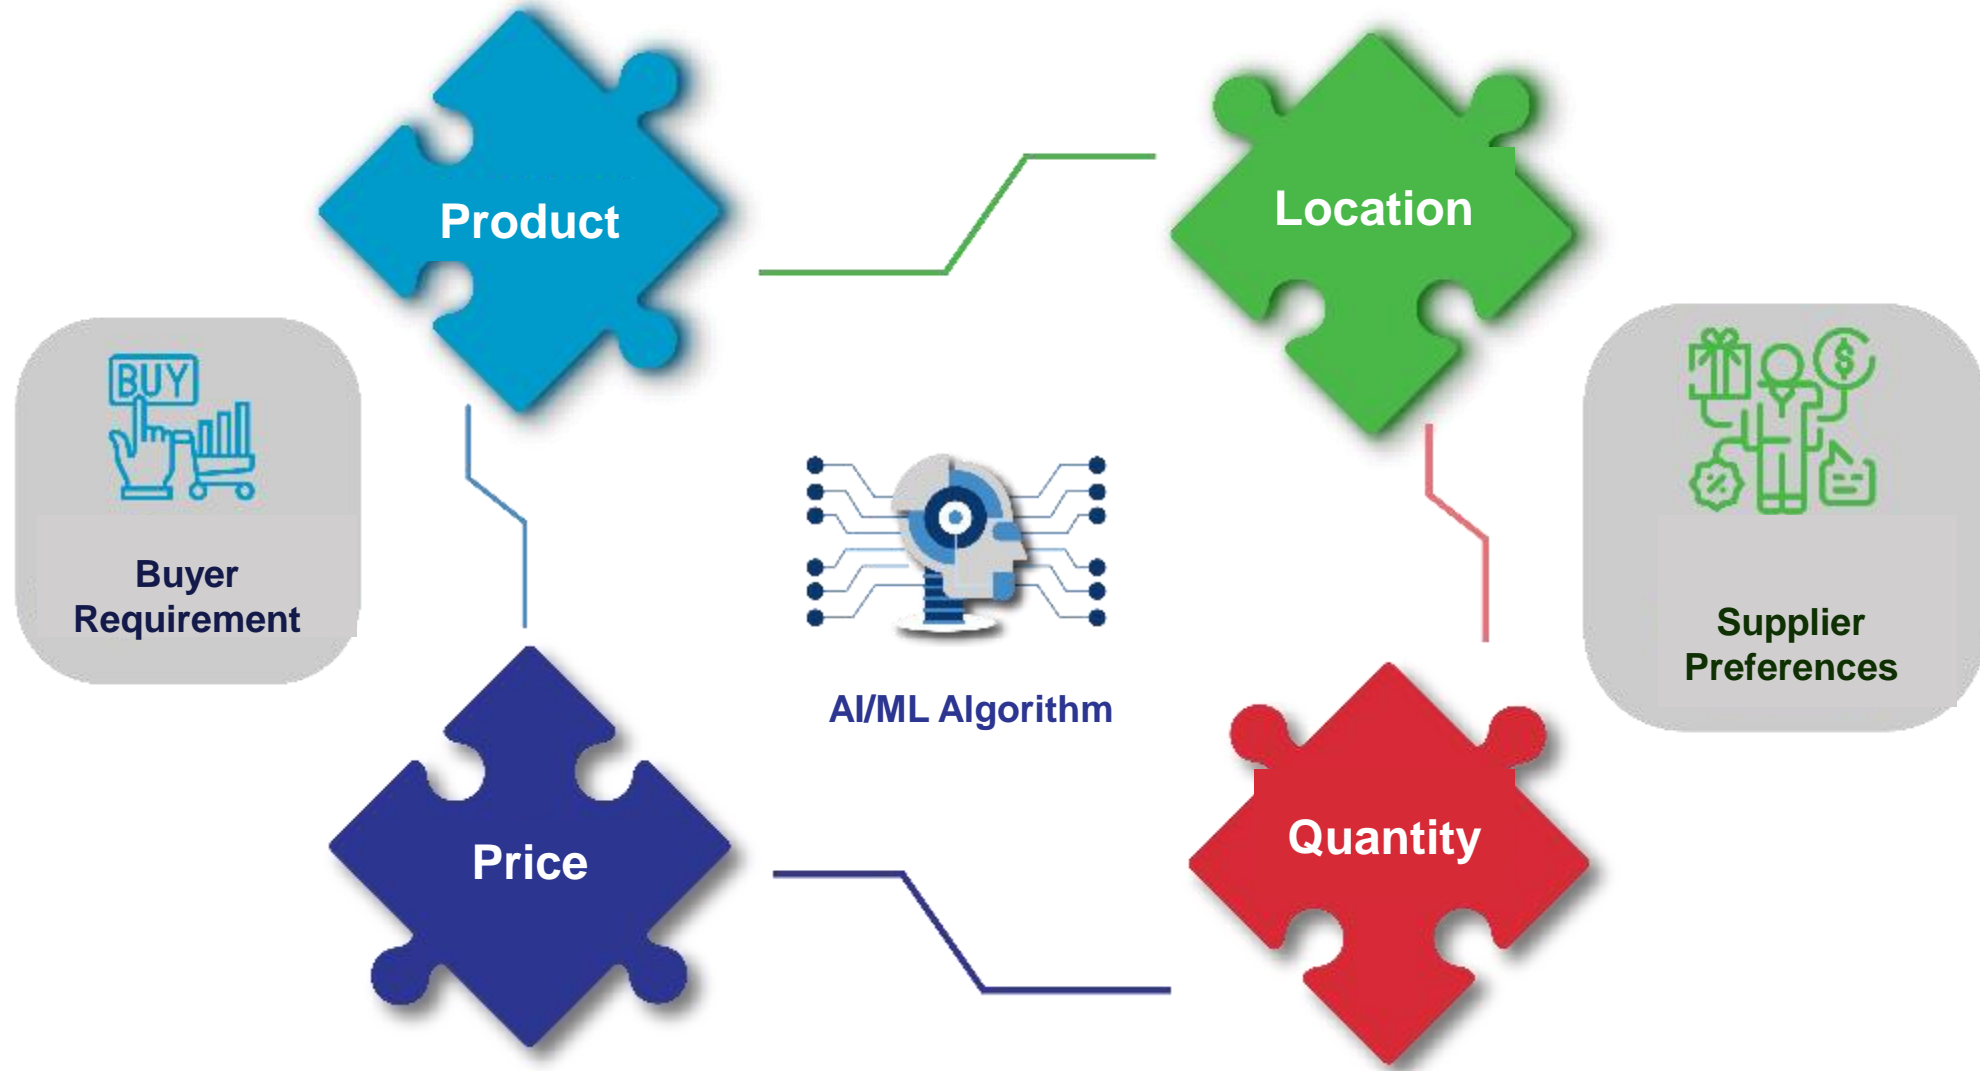 Product
Location
BUY
$
Buyer
Requirement
%
AI/ML Algorithm
Supplier
Preferences
Price
Quantity